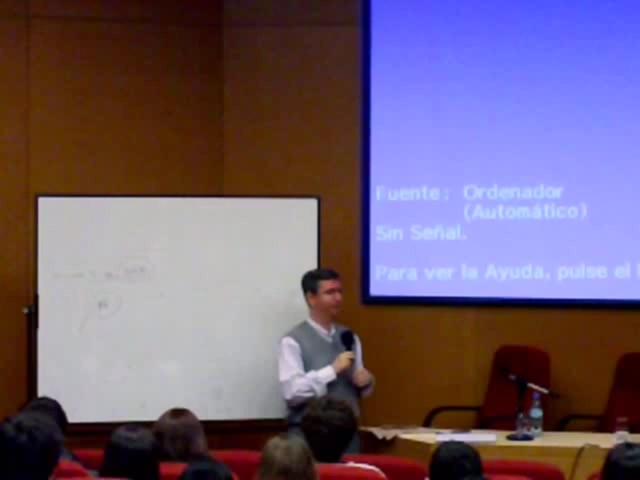 Fuente: Ordenador
(Automático)
Sin Señal.
Para ver la Ayuda, pulse el